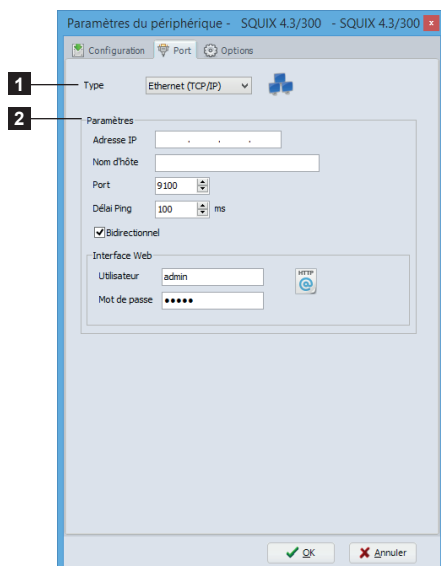 Paramètres du périphérique - SQUIX 4.3/300 - SQUIX 4.3/300 x
Configuration Port Options
1 Type Ethernet (TCP/IP)
2 Paramètres
Adresse IP . . .
Nom d'hôte
Port 9100
Délai Ping 100 ms
Bidirectionnel
Interface Web
Utilisateur admin HTTP @
Mot de passe •••••
OK Annuler